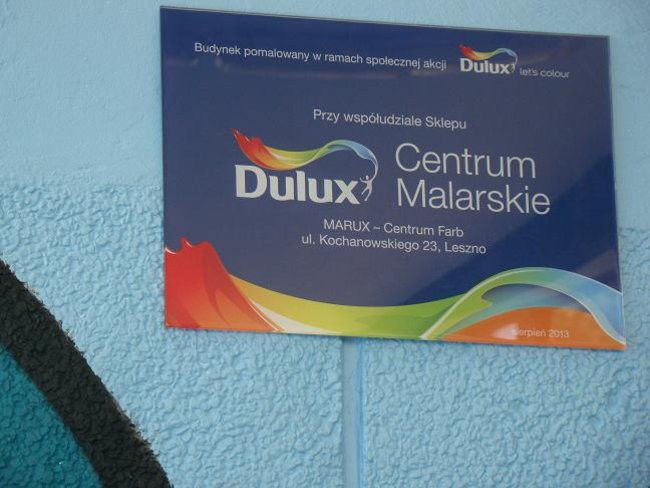 Budynek pomalowany w ramach społecznej akcji Dulux let's colour
Przy współudziale Sklepu
Dulux Centrum Malarskie
MARUX – Centrum Farb
ul. Kochanowskiego 23, Leszno
sierpień 2013